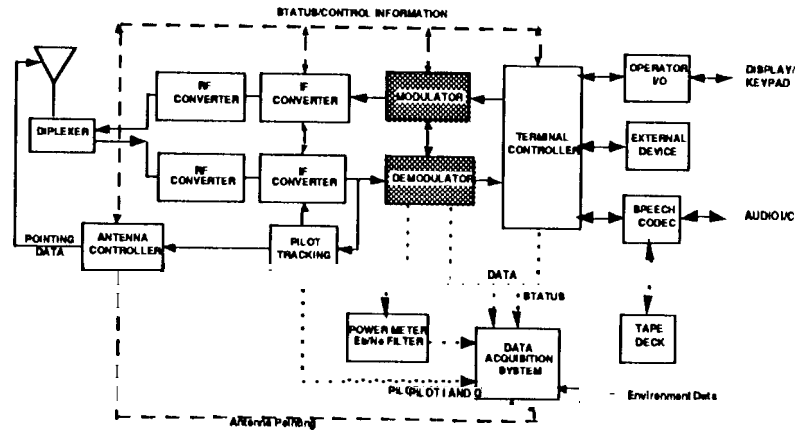 STATUS/CONTROL INFORMATION
RF
CONVERTER
IF
CONVERTER
MODULATOR
OPERATOR
I/O
DISPLAY/
KEYPAD
DIPLEXER
TERMINAL
CONTROLLER
EXTERNAL
DEVICE
RF
CONVERTER
IF
CONVERTER
DEMODULATOR
SPEECH
CODEC
AUDIO I/C
POINTING
DATA
ANTENNA
CONTROLLER
PILOT
TRACKING
DATA
STATUS
POWER METER
Eb/No FILTER
DATA
ACQUISITION
SYSTEM
TAPE
DECK
PILOT I AND Q
Environment Data
Antenna Pointing